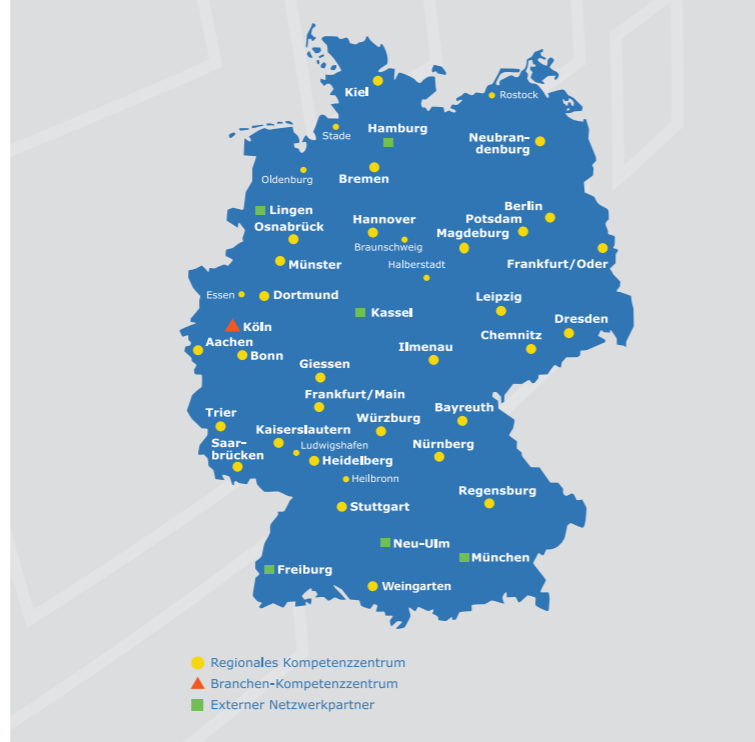 Kiel
Rostock
Stade
Hamburg
Neubran–
denburg
Oldenburg
Bremen
Lingen
Osnabrück
Hannover
Braunschweig
Berlin
Potsdam
Magdeburg
Münster
Halberstadt
Frankfurt/Oder
Essen
Dortmund
Kassel
Leipzig
Dresden
Köln
Aachen
Bonn
Ilmenau
Chemnitz
Giessen
Frankfurt/Main
Trier
Kaiserslautern
Würzburg
Bayreuth
Saar–
brücken
Ludwigshafen
Heidelberg
Nürnberg
Heilbronn
Stuttgart
Regensburg
Neu–Ulm
München
Freiburg
Weingarten
Regionales Kompetenzzentrum
Branchen-Kompetenzzentrum
Externer Netzwerkpartner